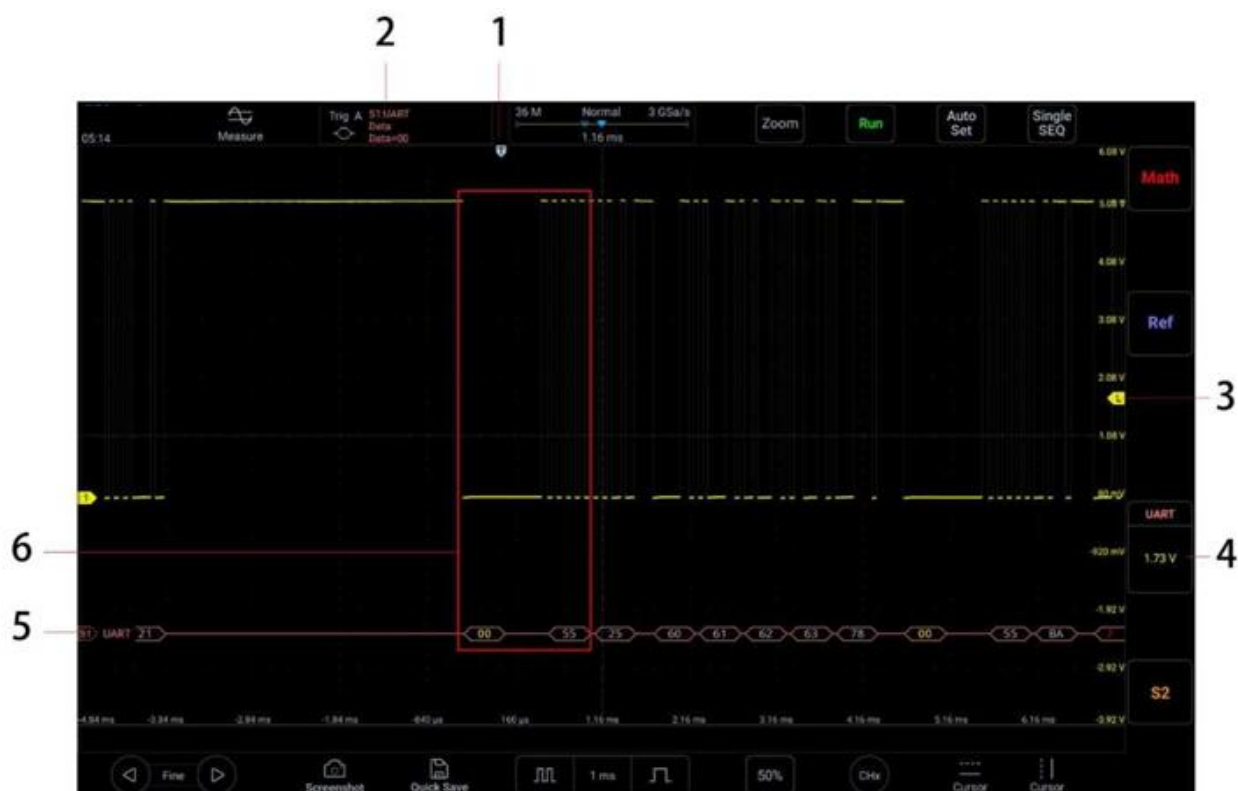 2 1
Trig A S1:UART
Data
Data=00
36 M Normal 3 GSa/s
1.16 ms
05:14
Measure
Zoom
Run
Auto
Set
Single
SEQ
6.08 V
Math
5.08 V
4.08 V
Ref
3.08 V
2.08 V
3
1.08 V
1
80 mV
UART
6
-920 mV
1.73 V
4
-1.92 V
5
S1 UART 21 00 55 25 60 61 62 63 78 00 55 BA
-2.92 V
S2
-4.84 ms -3.84 ms -2.84 ms -1.84 ms -840 µs 160 µs 1.16 ms 2.16 ms 3.16 ms 4.16 ms 5.16 ms 6.16 ms -3.92 V
Fine
Screenshot
Quick Save
1 ms
50%
CHx
Cursor
Cursor